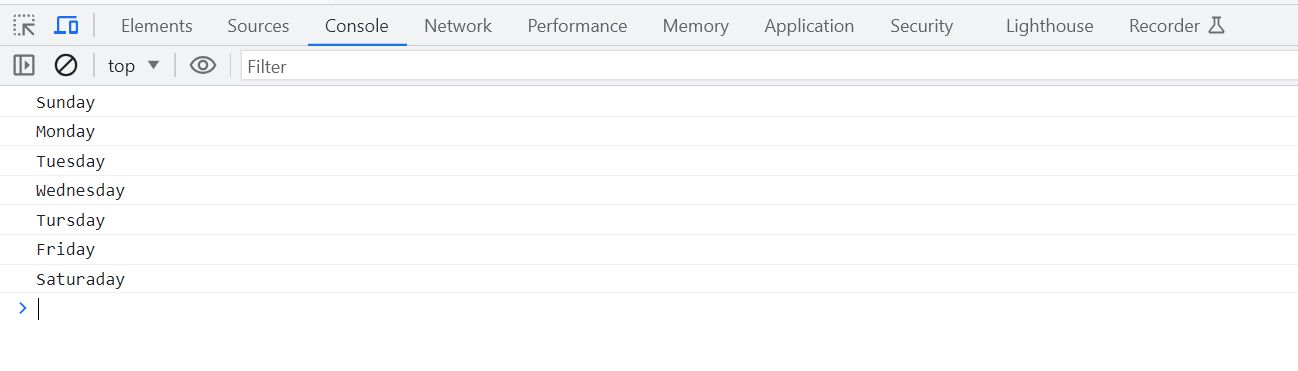 Elements Sources Console Network Performance Memory Application Security Lighthouse Recorder
top Filter
Sunday
Monday
Tuesday
Wednesday
Tursday
Friday
Saturaday